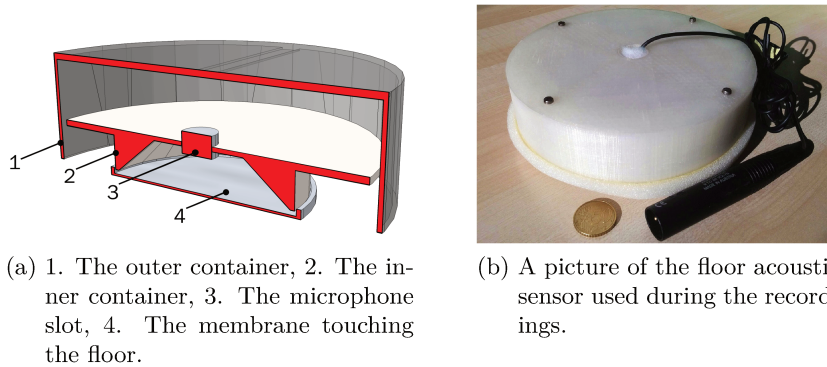 1
2
3
4
(a) 1. The outer container, 2. The in-
ner container, 3. The microphone
slot, 4. The membrane touching
the floor.
(b) A picture of the floor acousti
sensor used during the record
ings.